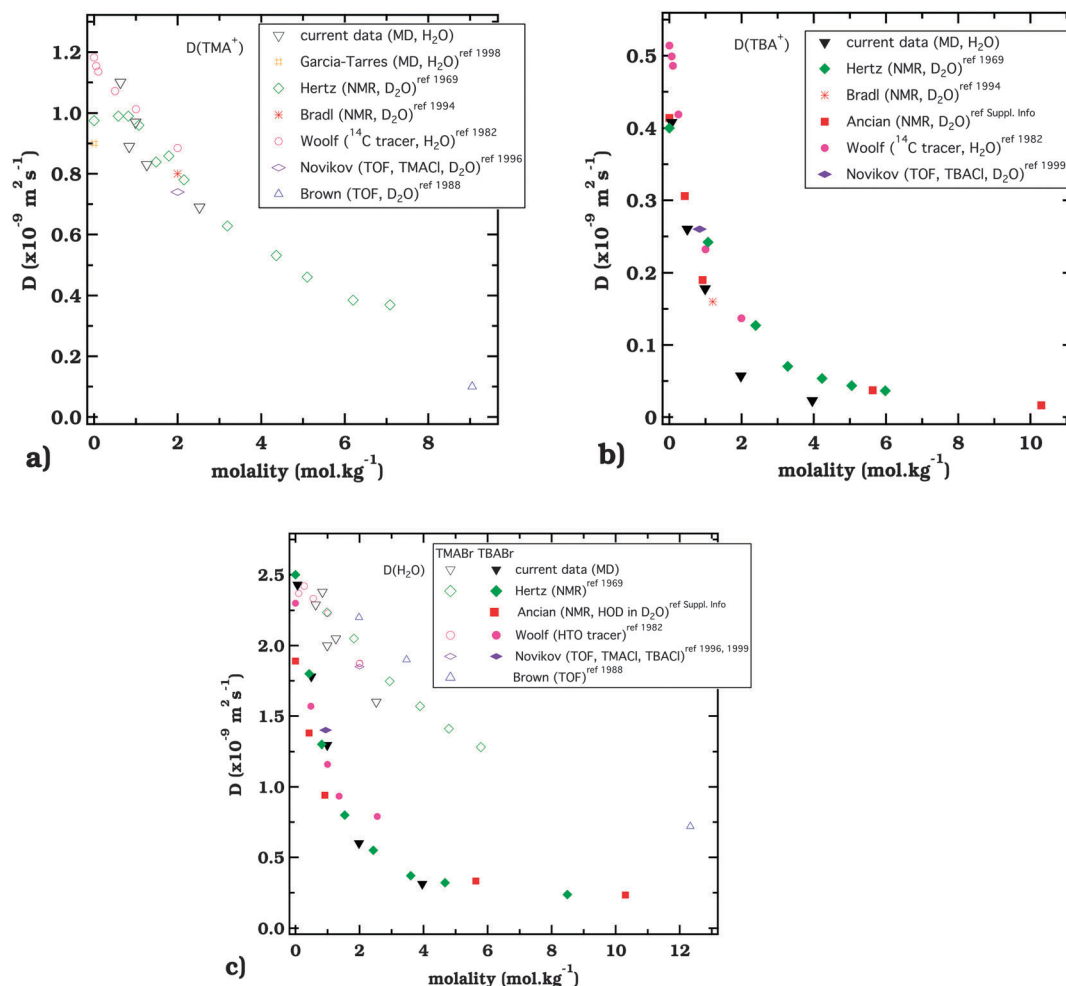 D(TMA+)
current data (MD, H2O)
Garcia-Tarres (MD, H2O)ref 1998
Hertz (NMR, D2O)ref 1969
Bradl (NMR, D2O)ref 1994
Woolf (14C tracer, H2O)ref 1982
Novikov (TOF, TMACl, D2O)ref 1996
Brown (TOF, D2O)ref 1988
D (x10-9 m2 s-1)
1.2
1.0
0.8
0.6
0.4
0.2
0.0
0 2 4 6 8
molality (mol.kg-1)
a)
D(TBA+)
current data (MD, H2O)
Hertz (NMR, D2O)ref 1969
Bradl (NMR, D2O)ref 1994
Ancian (NMR, D2O)ref Suppl. Info
Woolf (14C tracer, H2O)ref 1982
Novikov (TOF, TBACl, D2O)ref 1999
D (x10-9 m2 s-1)
0.5
0.4
0.3
0.2
0.1
0
0 2 4 6 8 10
molality (mol.kg-1)
b)
D(H2O)
TMABr TBABr
current data (MD)
Hertz (NMR)ref 1969
Ancian (NMR, HOD in D2O)ref Suppl. Info
Woolf (HTO tracer)ref 1982
Novikov (TOF, TMACl, TBACl)ref 1996, 1999
Brown (TOF)ref 1988
D (x10-9 m2 s-1)
2.5
2.0
1.5
1.0
0.5
0.0
0 2 4 6 8 10 12
molality (mol.kg-1)
c)